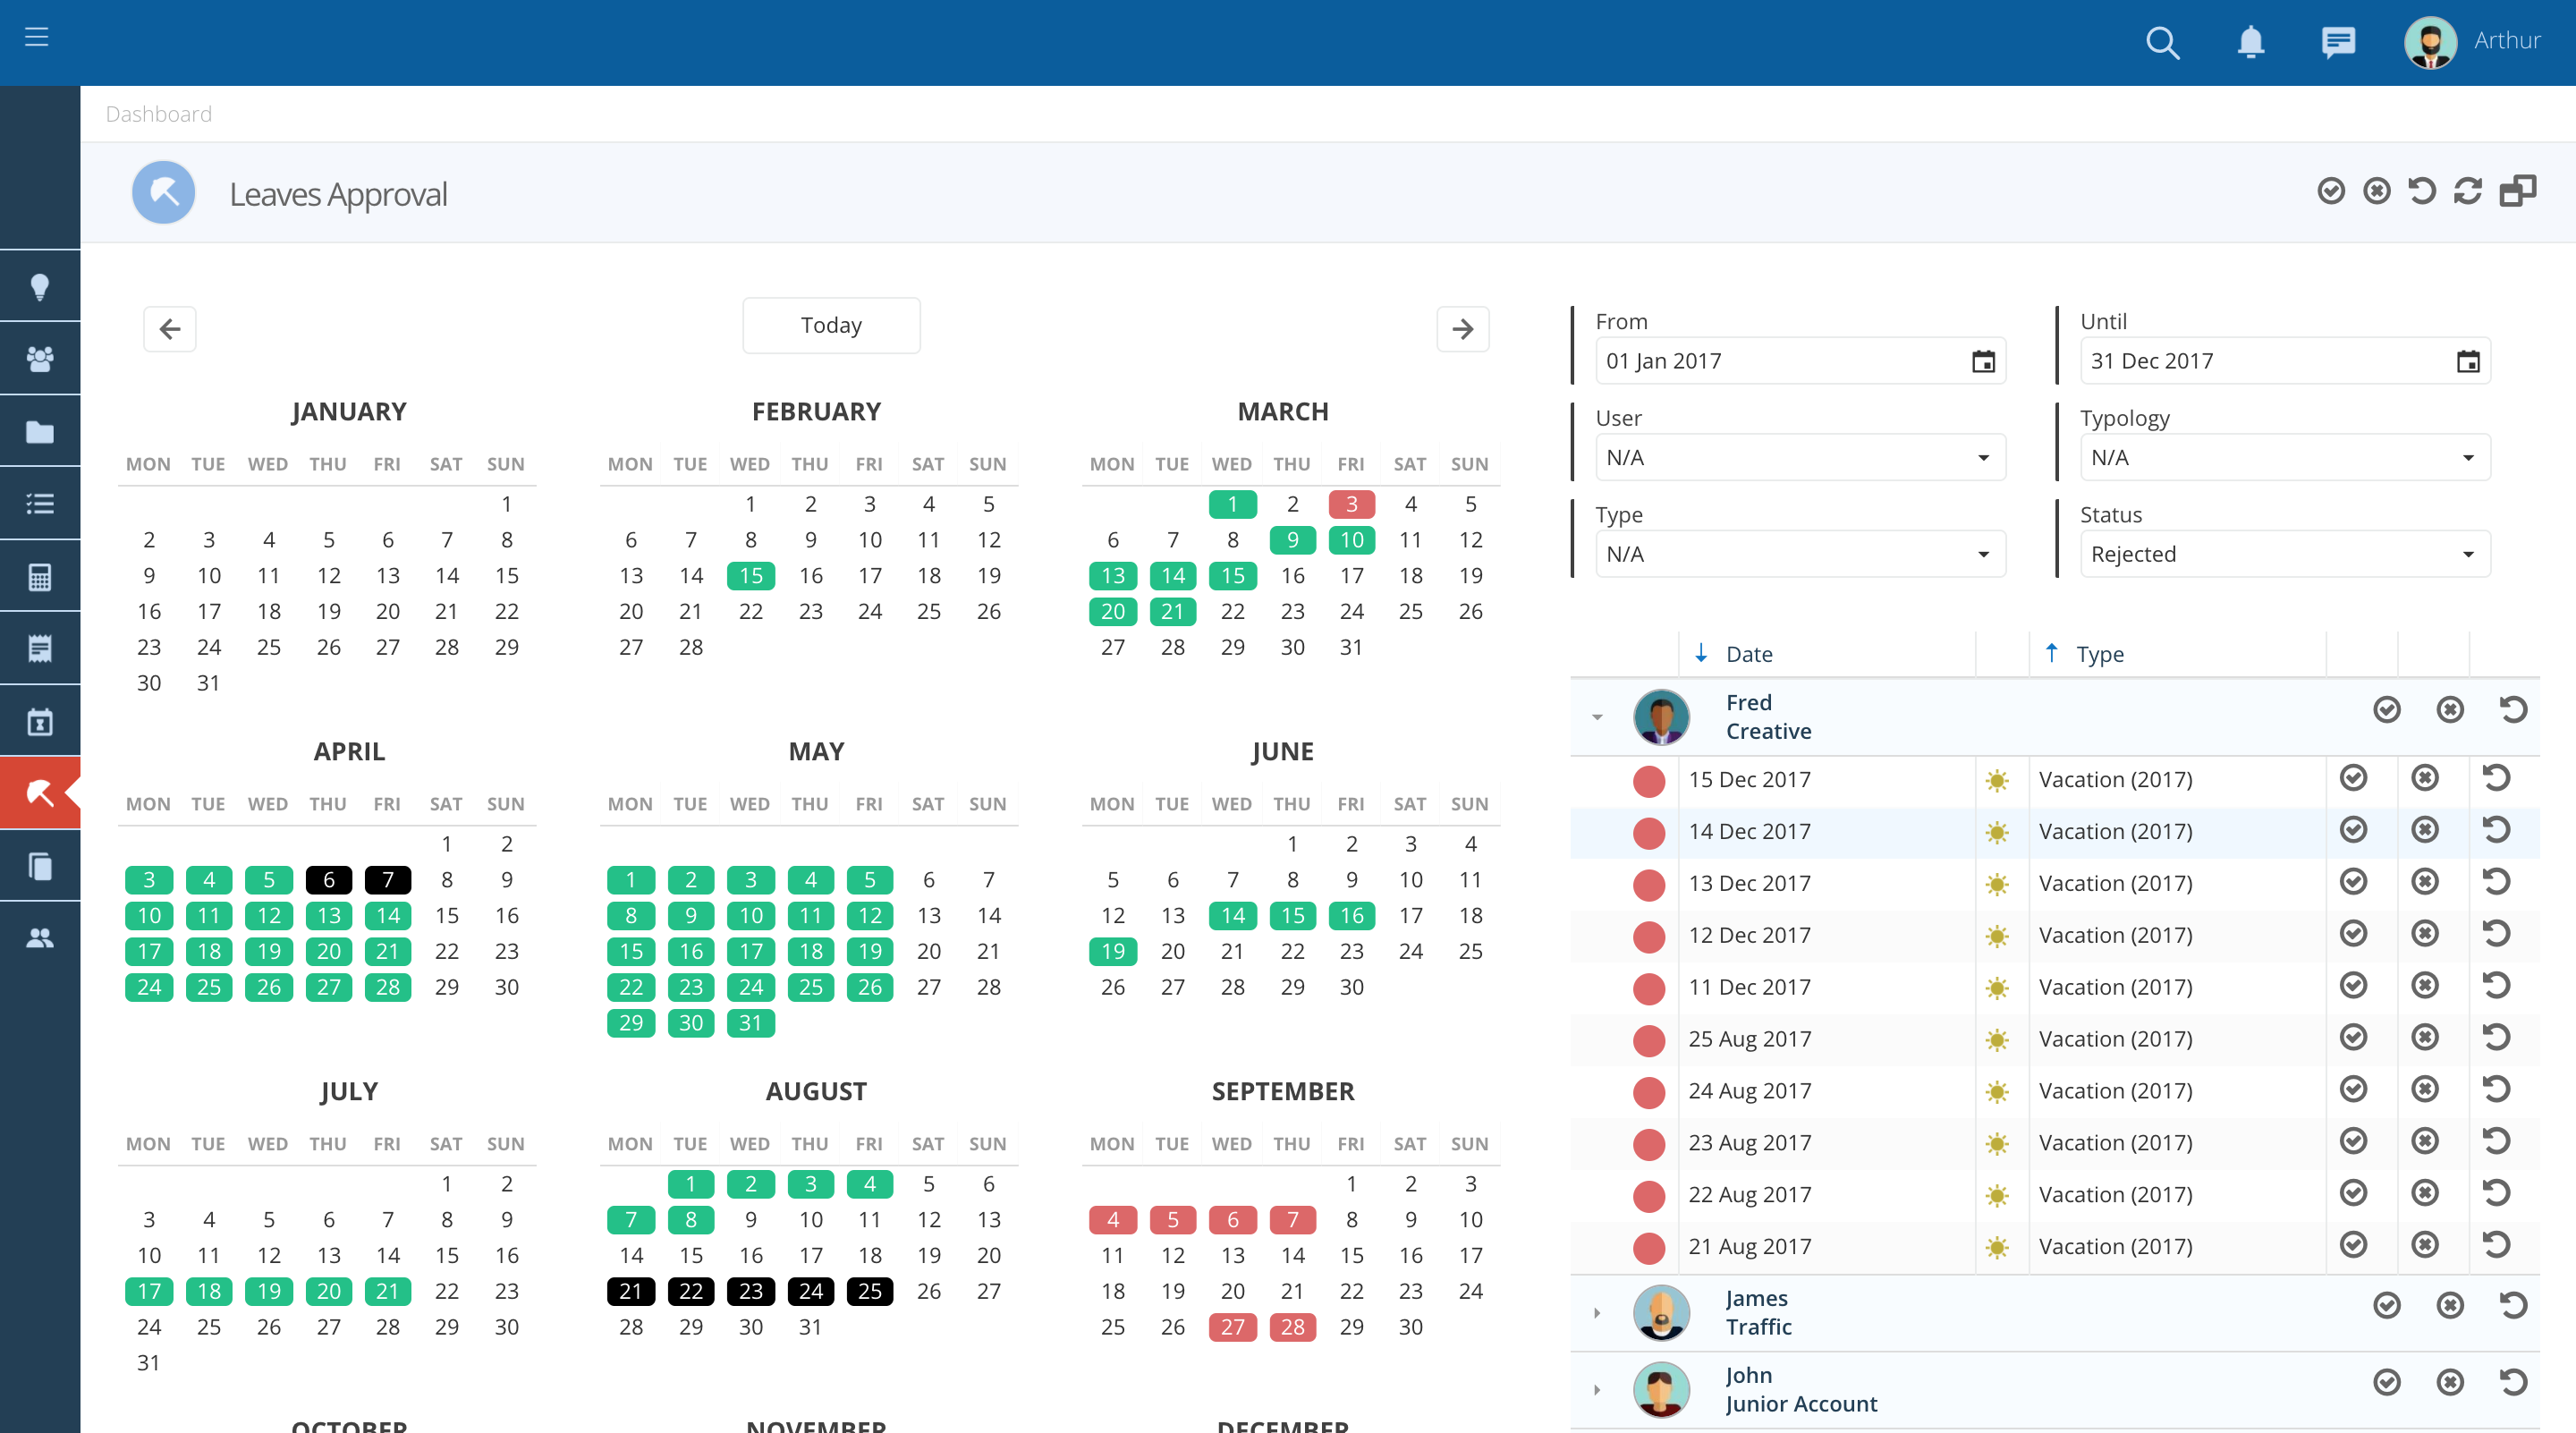 Arthur
Dashboard
Leaves Approval
Today
JANUARY
MON TUE WED THU FRI SAT SUN
1
2 3 4 5 6 7 8
9 10 11 12 13 14 15
16 17 18 19 20 21 22
23 24 25 26 27 28 29
30 31
FEBRUARY
MON TUE WED THU FRI SAT SUN
1 2 3 4 5
6 7 8 9 10 11 12
13 14 15 16 17 18 19
20 21 22 23 24 25 26
27 28
MARCH
MON TUE WED THU FRI SAT SUN
1 2 3 4 5
6 7 8 9 10 11 12
13 14 15 16 17 18 19
20 21 22 23 24 25 26
27 28 29 30 31
APRIL
MON TUE WED THU FRI SAT SUN
1 2
3 4 5 6 7 8 9
10 11 12 13 14 15 16
17 18 19 20 21 22 23
24 25 26 27 28 29 30
MAY
MON TUE WED THU FRI SAT SUN
1 2 3 4 5 6 7
8 9 10 11 12 13 14
15 16 17 18 19 20 21
22 23 24 25 26 27 28
29 30 31
JUNE
MON TUE WED THU FRI SAT SUN
1 2 3 4
5 6 7 8 9 10 11
12 13 14 15 16 17 18
19 20 21 22 23 24 25
26 27 28 29 30
JULY
MON TUE WED THU FRI SAT SUN
1 2
3 4 5 6 7 8 9
10 11 12 13 14 15 16
17 18 19 20 21 22 23
24 25 26 27 28 29 30
31
AUGUST
MON TUE WED THU FRI SAT SUN
1 2 3 4 5 6
7 8 9 10 11 12 13
14 15 16 17 18 19 20
21 22 23 24 25 26 27
28 29 30 31
SEPTEMBER
MON TUE WED THU FRI SAT SUN
1 2 3
4 5 6 7 8 9 10
11 12 13 14 15 16 17
18 19 20 21 22 23 24
25 26 27 28 29 30
OCTOBER
NOVEMBER
DECEMBER
From
01 Jan 2017
Until
31 Dec 2017
User
N/A
Typology
N/A
Type
N/A
Status
Rejected
Date Type
Fred
Creative
15 Dec 2017 Vacation (2017)
14 Dec 2017 Vacation (2017)
13 Dec 2017 Vacation (2017)
12 Dec 2017 Vacation (2017)
11 Dec 2017 Vacation (2017)
25 Aug 2017 Vacation (2017)
24 Aug 2017 Vacation (2017)
23 Aug 2017 Vacation (2017)
22 Aug 2017 Vacation (2017)
21 Aug 2017 Vacation (2017)
James
Traffic
John
Junior Account